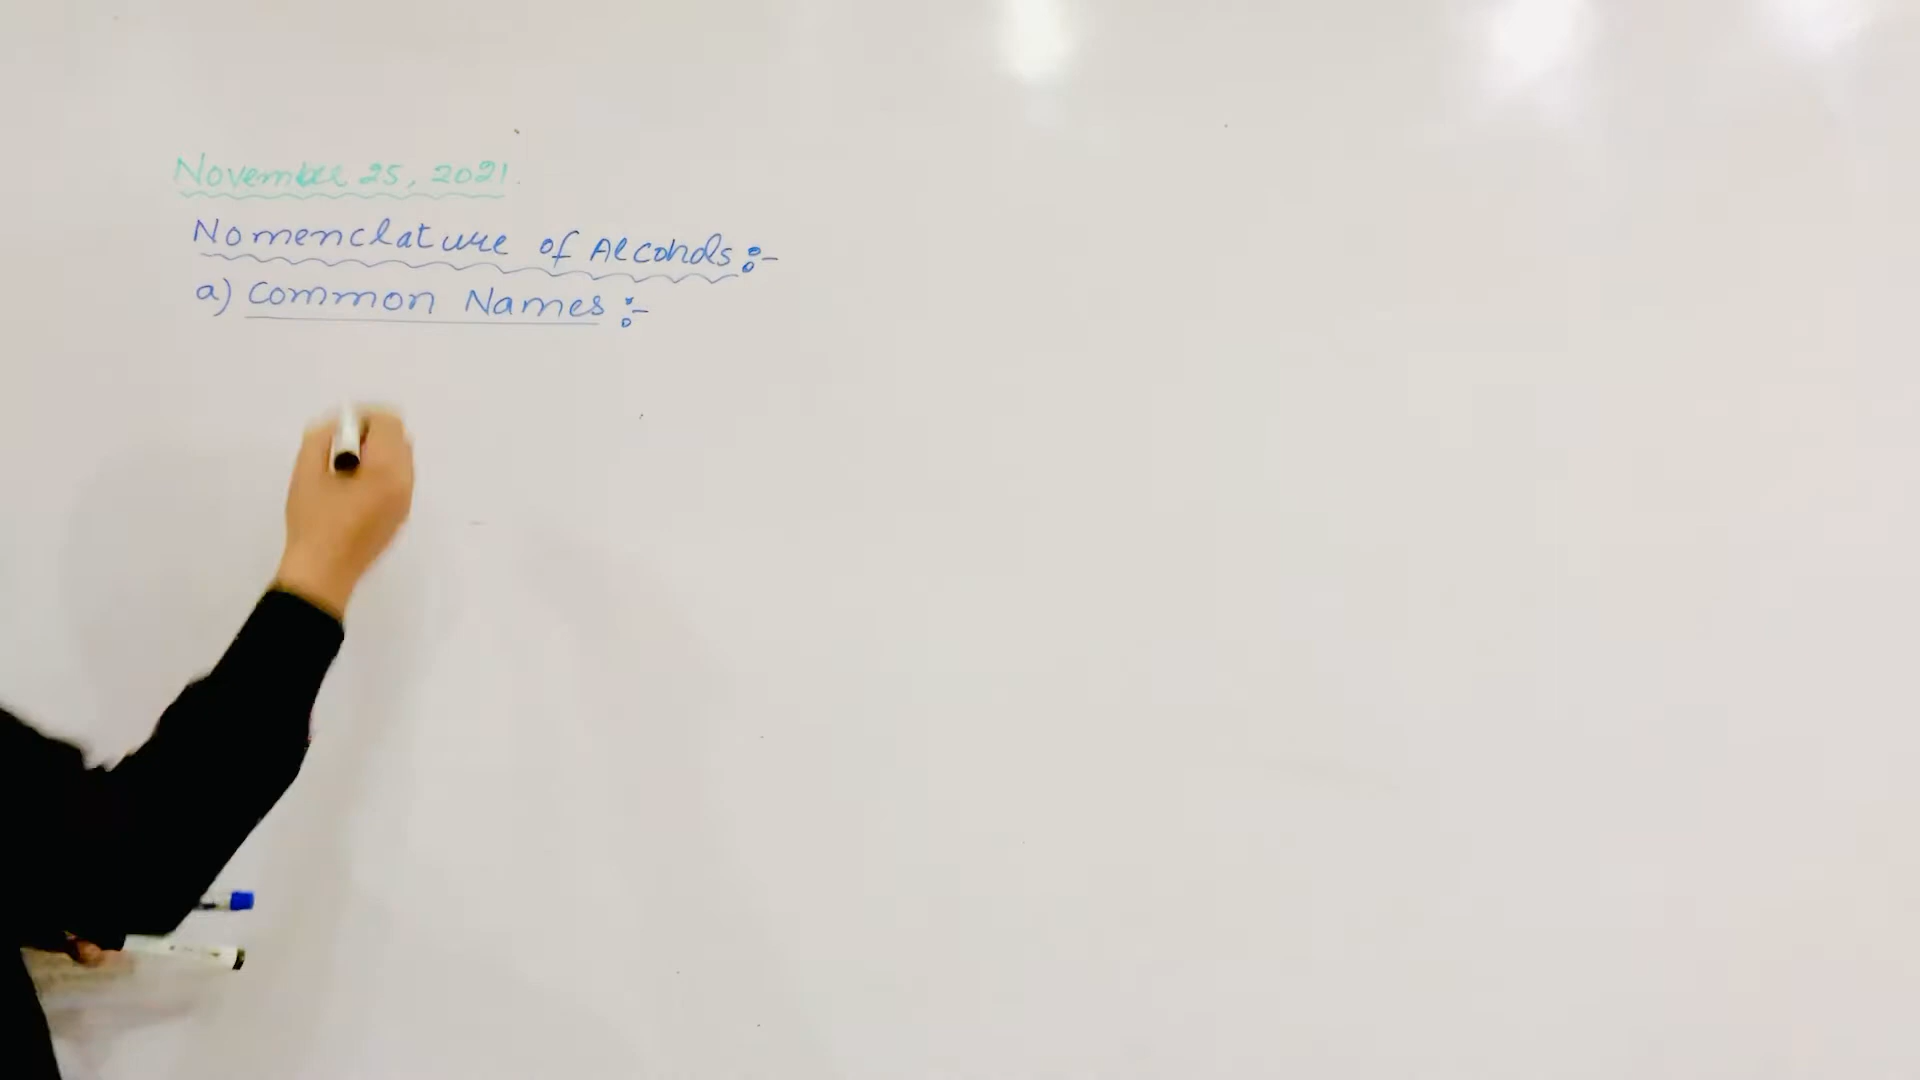 November 25, 2021.
Nomenclature of Alcohols:-
a) Common Names :-